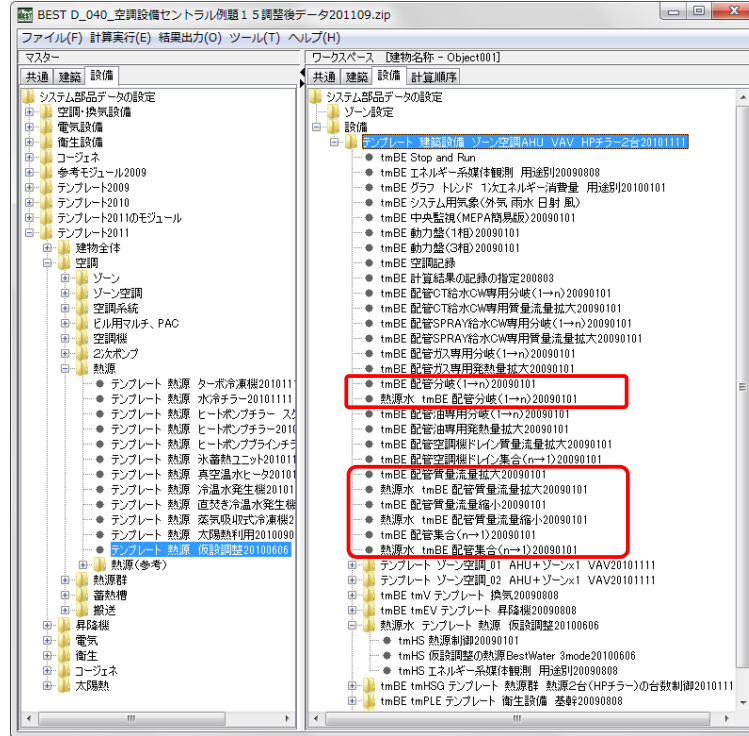 BEST D_040_空調設備セントラル例題15調整後データ201109.zip
ファイル(F) 計算実行(E) 結果出力(O) ツール(T) ヘルプ(H)
マスター
共通 建築 設備
システム部品データの設定
空調・換気設備
電気設備
衛生設備
コージェネ
参考モジュール2009
テンプレート2009
テンプレート2010
テンプレート2011のモジュール
テンプレート2011
建物全体
空調
ゾーン
ゾーン空調
空調系統
ビル用マルチ、PAC
空調機
2次ポンプ
熱源
テンプレート 熱源 ターボ冷凍機201011
テンプレート 熱源 水冷チラー20101111
テンプレート 熱源 ヒートポンプチラー スク
テンプレート 熱源 ヒートポンプチラー2010
テンプレート 熱源 ヒートポンプブラインチラ
テンプレート 熱源 氷蓄熱ユニット201011
テンプレート 熱源 真空温水ヒータ20101
テンプレート 熱源 冷温水発生機20101
テンプレート 熱源 直焚き冷温水発生機
テンプレート 熱源 蒸気吸収式冷凍機2
テンプレート 熱源 太陽熱利用2010090
テンプレート 熱源 仮設調整20100606
熱源(参考)
熱源群
蓄熱槽
搬送
昇降機
電気
衛生
コージェネ
太陽熱
ワークスペース [建物名称 - Object001]
共通 建築 設備 計算順序
システム部品データの設定
ゾーン設定
設備
テンプレート 建築設備 ゾーン空調AHU VAV HPチラー2台20101111
tmBE Stop and Run
tmBE エネルギー系媒体観測 用途別20090808
tmBE グラフ トレンド 1次エネルギー消費量 用途別20100101
tmBE システム用気象(外気 雨水 日射 風)
tmBE 中央監視(MEPA簡易版)20090101
tmBE 動力盤(1相)20090101
tmBE 動力盤(3相)20090101
tmBE 空調記録
tmBE 計算結果の記録の指定200803
tmBE 配管CT給水CW専用分岐(1→n)20090101
tmBE 配管CT給水CW専用質量流量拡大20090101
tmBE 配管SPRAY給水CW専用分岐(1→n)20090101
tmBE 配管SPRAY給水CW専用質量流量拡大20090101
tmBE 配管ガス専用分岐(1→n)20090101
tmBE 配管ガス専用発熱量拡大20090101
tmBE 配管分岐(1→n)20090101
熱源水 tmBE 配管分岐(1→n)20090101
tmBE 配管油専用分岐(1→n)20090101
tmBE 配管油専用発熱量拡大20090101
tmBE 配管空調機ドレイン質量流量拡大20090101
tmBE 配管空調機ドレイン集合(n→1)20090101
tmBE 配管質量流量拡大20090101
熱源水 tmBE 配管質量流量拡大20090101
tmBE 配管質量流量縮小20090101
熱源水 tmBE 配管質量流量縮小20090101
tmBE 配管集合(n→1)20090101
熱源水 tmBE 配管集合(n→1)20090101
テンプレート ゾーン空調_01 AHU+ゾーン×1 VAV20101111
テンプレート ゾーン空調_02 AHU+ゾーン×1 VAV20101111
tmBE tmV テンプレート 換気20090808
tmBE tmEV テンプレート 昇降機20090808
熱源水 テンプレート 熱源 仮設調整20100606
tmHS 熱源制御20090101
tmHS 仮設調整の熱源BestWater 3mode20100606
tmHS エネルギー系媒体観測 用途別20090808
tmBE tmHSG テンプレート 熱源群 熱源2台(HPチラー)の台数制御2010111
tmBE tmPLE テンプレート 衛生設備 基幹20090808